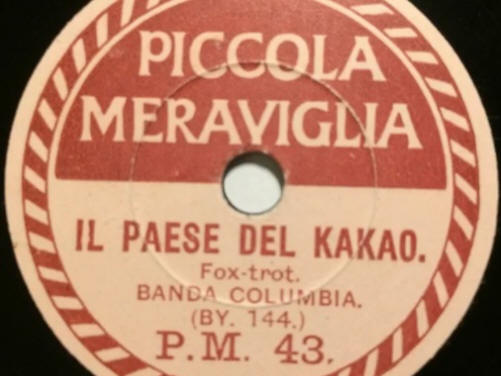 PICCOLA
MERAVIGLIA
IL PAESE DEL KAKAO.
Fox-trot.
BANDA COLUMBIA.
(BY. 144.)
P.M. 43.